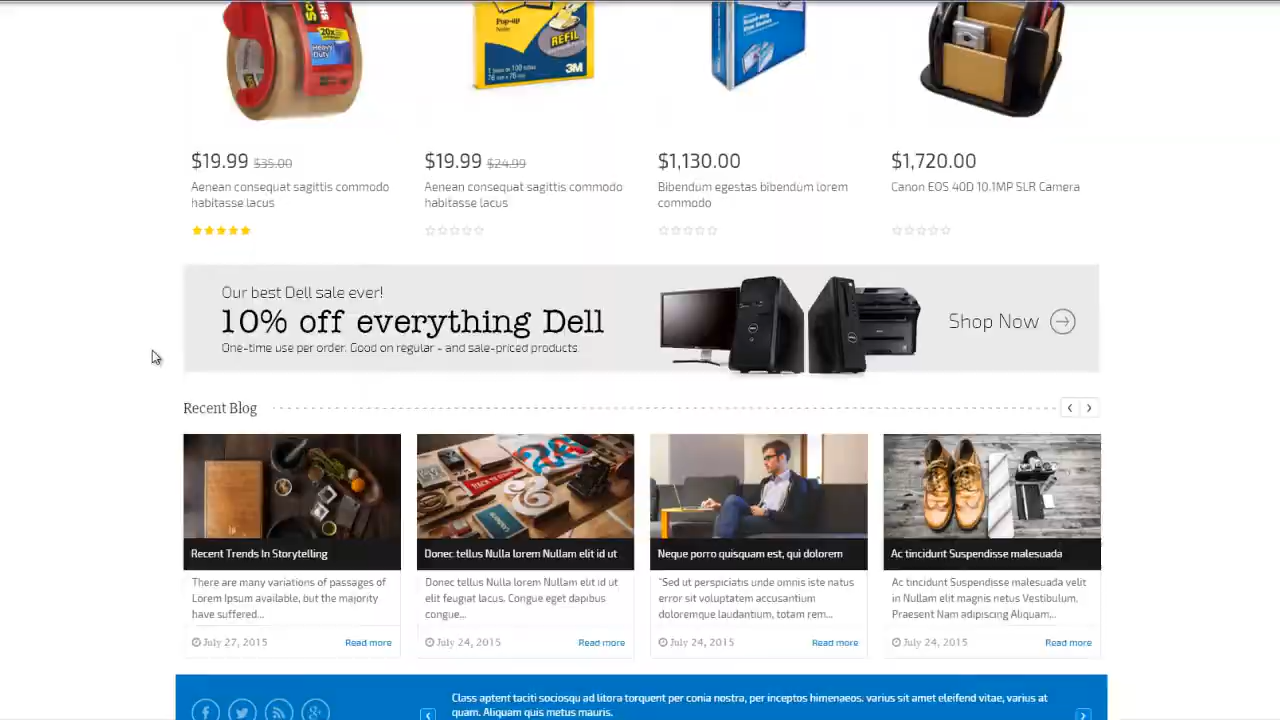 20x
Heavy
Duty
Pop-up
Notes
REFIL
3M
$19.99 $35.00
Aenean consequat sagittis commodo
habitasse lacus
$19.99 $24.99
Aenean consequat sagittis commodo
habitasse lacus
$1,130.00
Bibendum egestas bibendum lorem
commodo
$1,720.00
Canon EOS 40D 10.1MP SLR Camera
Our best Dell sale ever!
10% off everything Dell
One-time use per order. Good on regular - and sale-priced products.
Shop Now
Recent Blog
Recent Trends In Storytelling
There are many variations of passages of
Lorem Ipsum available, but the majority
have suffered...
July 27, 2015 Read more
Donec tellus Nulla lorem Nullam elit id ut
Donec tellus Nulla lorem Nullam elit id ut
elit feugiat lacus. Congue eget dapibus
congue...
July 24, 2015 Read more
Neque porro quisquam est, qui dolorem
"Sed ut perspiciatis unde omnis iste natus
error sit voluptatem accusantium
doloremque laudantium, totam rem...
July 24, 2015 Read more
Ac tincidunt Suspendisse malesuada
Ac tincidunt Suspendisse malesuada velit
in Nullam elit magnis netus Vestibulum.
Praesent Nam adipiscing Aliquam...
July 24, 2015 Read more
Class aptent taciti sociosqu ad litora torquent per conia nostra, per inceptos himenaeos. varius sit amet eleifend vitae, varius at
quam. Aliquam quis metus mauris.